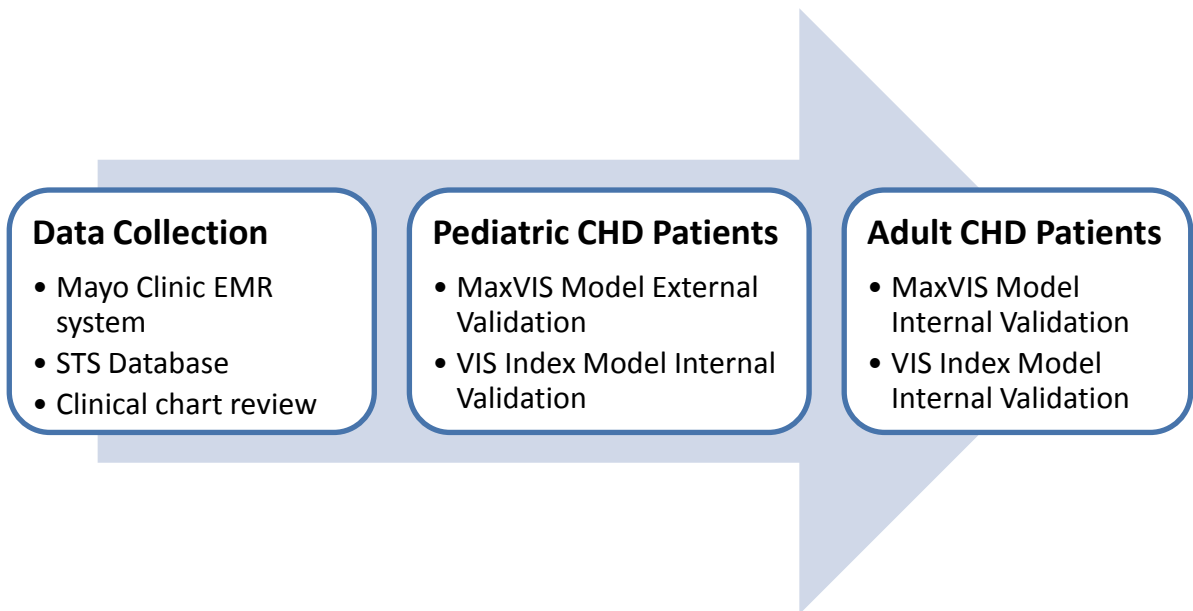 Data Collection
• Mayo Clinic EMR
system
• STS Database
• Clinical chart review
Pediatric CHD Patients
• MaxVIS Model External
Validation
• VIS Index Model Internal
Validation
Adult CHD Patients
• MaxVIS Model
Internal Validation
• VIS Index Model
Internal Validation